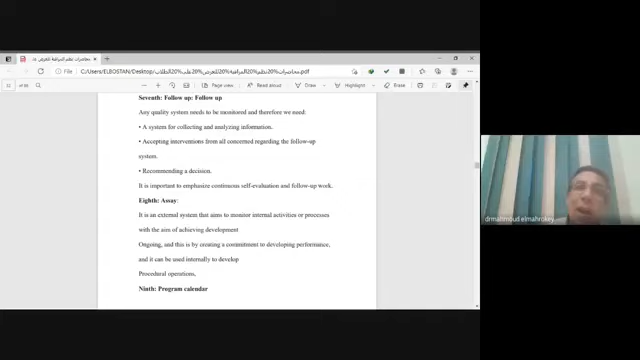 C:/Users/ELBOSTAN/Desktop/
Page view
Read aloud
Draw
Highlight
Erase
Seventh: Follow up: Follow up
Any quality system needs to be monitored and therefore we need:
• A system for collecting and analyzing information.
• Accepting interventions from all concerned regarding the follow-up
system.
• Recommending a decision.
It is important to emphasize continuous self-evaluation and follow-up work.
Eighth: Assay:
It is an external system that aims to monitor internal activities or processes
with the aims of achieving development
Ongoing, and this is by creating a commitment to developing performance,
and it can be used internally to develop
Procedural operations,
Ninth: Program calendar
drmahmoud elmahrokey